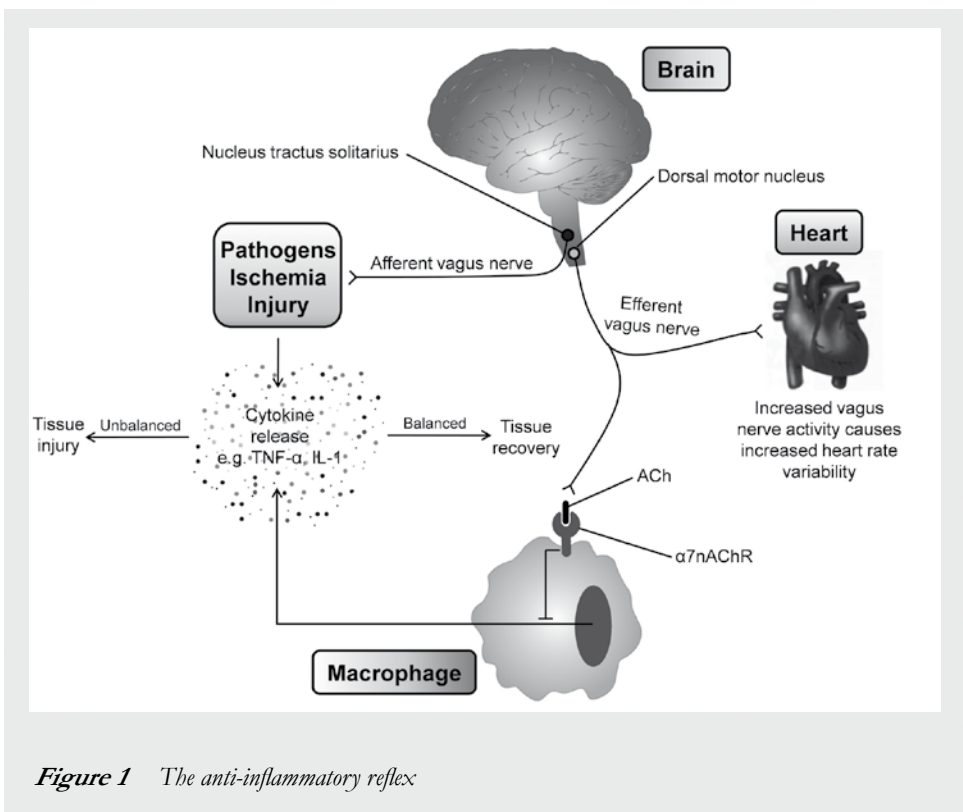 Brain
Nucleus tractus solitarius
Dorsal motor nucleus
Heart
Pathogens
Ischemia
Injury
Afferent vagus nerve
Efferent
vagus nerve
Tissue
injury
Unbalanced
Cytokine
release
e.g. TNF-α, IL-1
Balanced
Tissue
recovery
Increased vagus
nerve activity causes
increased heart rate
variability
ACh
α7nAChR
Macrophage
Figure 1 The anti-inflammatory reflex